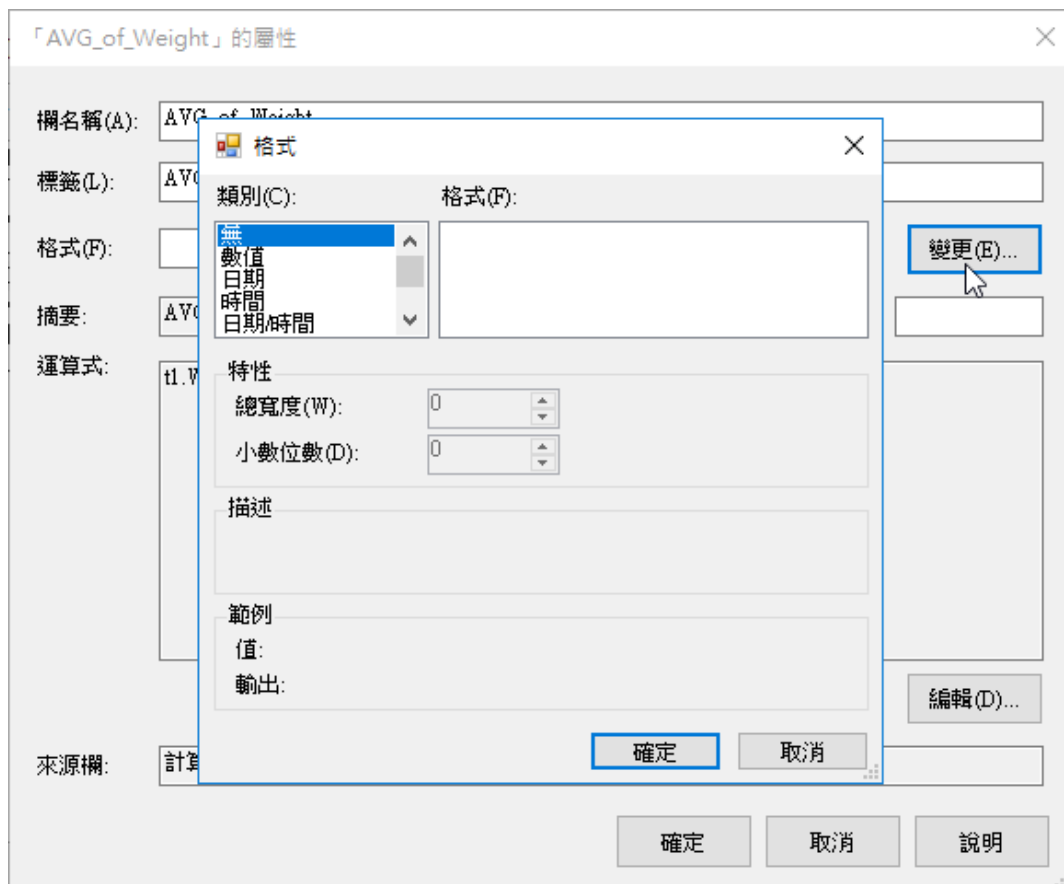 「AVG_of_Weight」的屬性
欄名稱(A):
AVG_of_Weight
標籤(L):
格式(F):
變更(E)...
摘要:
運算式:
來源欄:
編輯(D)...
確定
取消
說明
格式
類別(C):
格式(F):
無
數值
日期
時間
日期/時間
特性
總寬度(W):
0
小數位數(D):
0
描述
範例
值:
輸出:
確定
取消